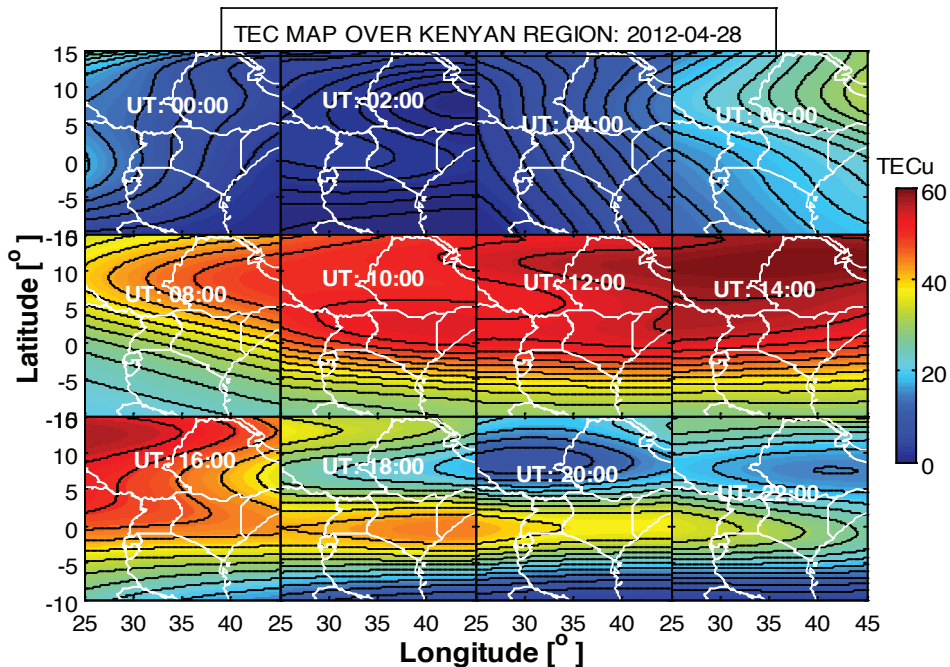 TEC MAP OVER KENYAN REGION: 2012-04-28
15
10
5
0
-5
UT: 00:00
UT: 02:00
UT: 04:00
UT: 06:00
10
5
0
-5
UT: 08:00
UT: 10:00
UT: 12:00
UT: 14:00
10
5
0
-5
-10
UT: 16:00
UT: 18:00
UT: 20:00
UT: 22:00
Latitude [°]
25 30 35 40 25 30 35 40 25 30 35 40 25 30 35 40 45
Longitude [°]
TECu
60
40
20
0